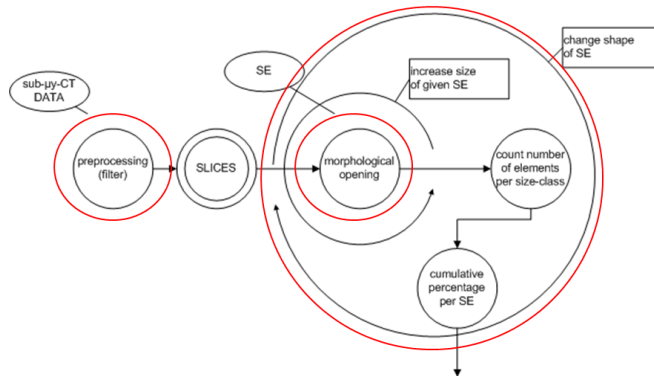 sub-μy-CT
DATA
preprocessing
(filter)
SLICES
SE
morphological
opening
increase size
of given SE
change shape
of SE
count number
of elements
per size-class
cumulative
percentage
per SE